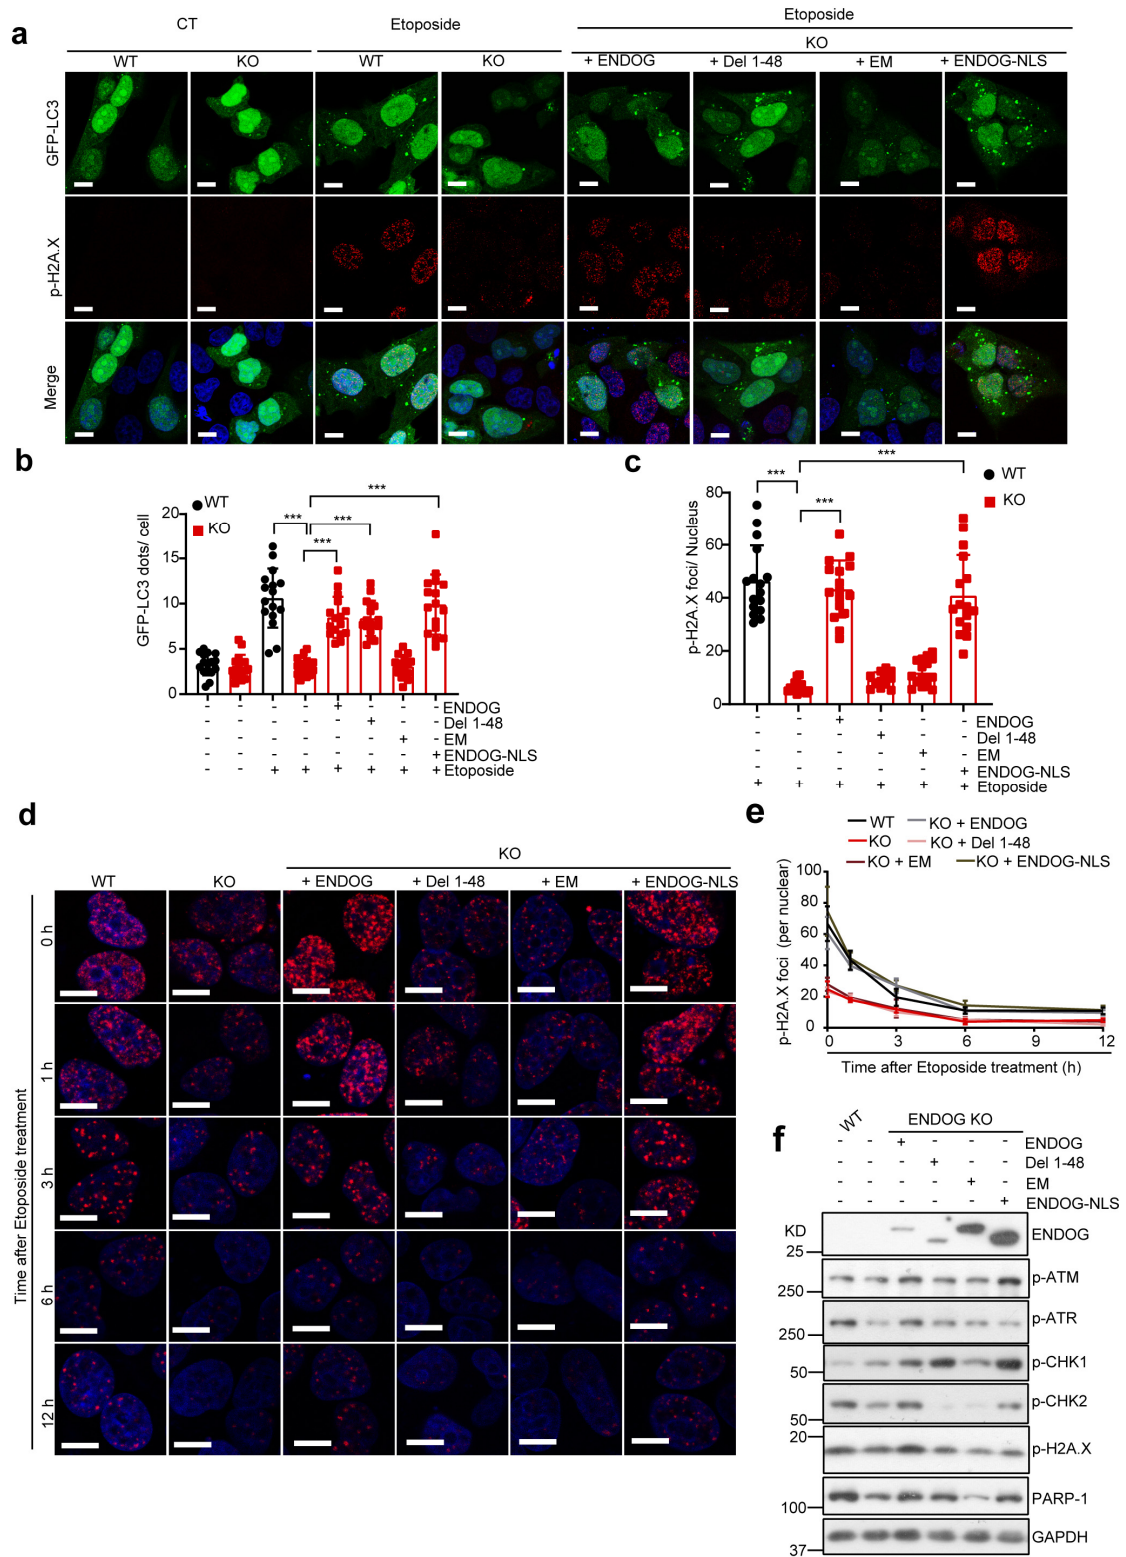 a
CT
Etoposide
Etoposide
KO
WT
KO
WT
KO
+ ENDOG
+ Del 1-48
+ EM
+ ENDOG-NLS
GFP-LC3
p-H2A.X
Merge
b
WT
KO
GFP-LC3 dots/ cell
20
15
10
5
0
***
***
***
***
- - - - + - - - ENDOG
- - - - - + - - Del 1-48
- - - - - - + - EM
- - - - - - - + ENDOG-NLS
- - + + + + + + Etoposide
c
WT
KO
p-H2A.X foci/ Nucleus
80
60
40
20
0
***
***
***
- - + - - - ENDOG
- - - + - - Del 1-48
- - - - + - EM
- - - - - + ENDOG-NLS
+ + + + + + Etoposide
d
KO
WT
KO
+ ENDOG
+ Del 1-48
+ EM
+ ENDOG-NLS
Time after Etoposide treatment
0 h
1 h
3 h
6 h
12 h
e
WT
KO + ENDOG
KO
KO + Del 1-48
KO + EM
KO + ENDOG-NLS
p-H2A.X foci (per nuclear)
100
80
60
40
20
0
0 3 6 9 12
Time after Etoposide treatment (h)
f
WT
ENDOG KO
- - + - - - ENDOG
- - - + - - Del 1-48
- - - - + - EM
- - - - - + ENDOG-NLS
KD
25
ENDOG
250
p-ATM
250
p-ATR
50
p-CHK1
50
p-CHK2
20
p-H2A.X
100
PARP-1
37
GAPDH